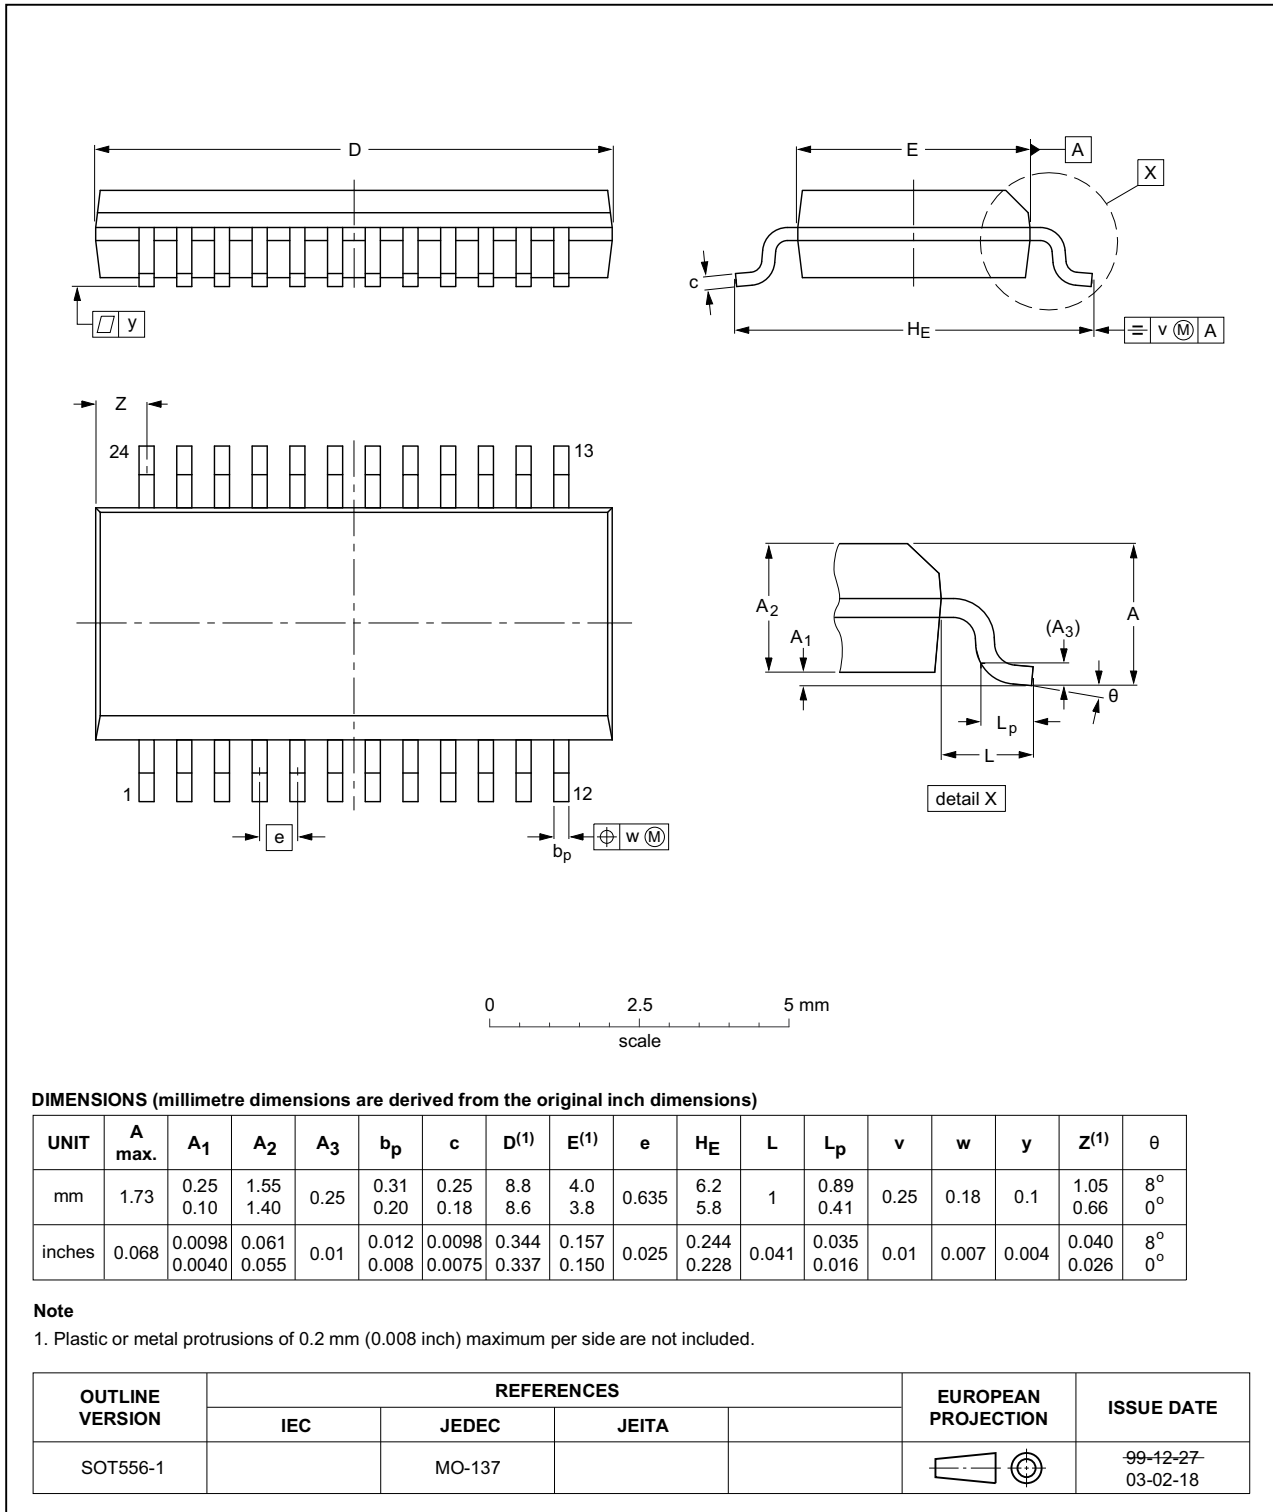 D
E
A
X
c
y
HE
v M A
Z
24
13
1
12
e
bp
w M
A2
A1
(A3)
A
θ
Lp
L
detail X
0 2.5 5 mm
scale
DIMENSIONS (millimetre dimensions are derived from the original inch dimensions)
UNIT A max. A1 A2 A3 bp c D(1) E(1) e HE L Lp v w y Z(1) θ
mm 1.73 0.25 0.10 1.55 1.40 0.25 0.31 0.20 0.25 0.18 8.8 8.6 4.0 3.8 0.635 6.2 5.8 1 0.89 0.41 0.25 0.18 0.1 1.05 0.66 8° 0°
inches 0.068 0.0098 0.0040 0.061 0.055 0.01 0.012 0.008 0.0098 0.0075 0.344 0.337 0.157 0.150 0.025 0.244 0.228 0.041 0.035 0.016 0.01 0.007 0.004 0.040 0.026 8° 0°
Note
1. Plastic or metal protrusions of 0.2 mm (0.008 inch) maximum per side are not included.
OUTLINE VERSION REFERENCES EUROPEAN PROJECTION ISSUE DATE
IEC JEDEC JEITA
SOT556-1 MO-137 99-12-27
03-02-18